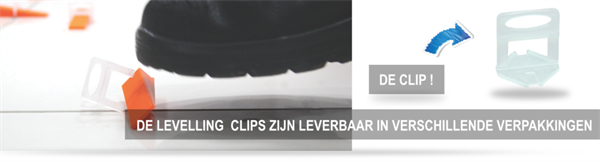 DE CLIP !
DE LEVELLING CLIPS ZIJN LEVERBAAR IN VERSCHILLENDE VERPAKKINGEN